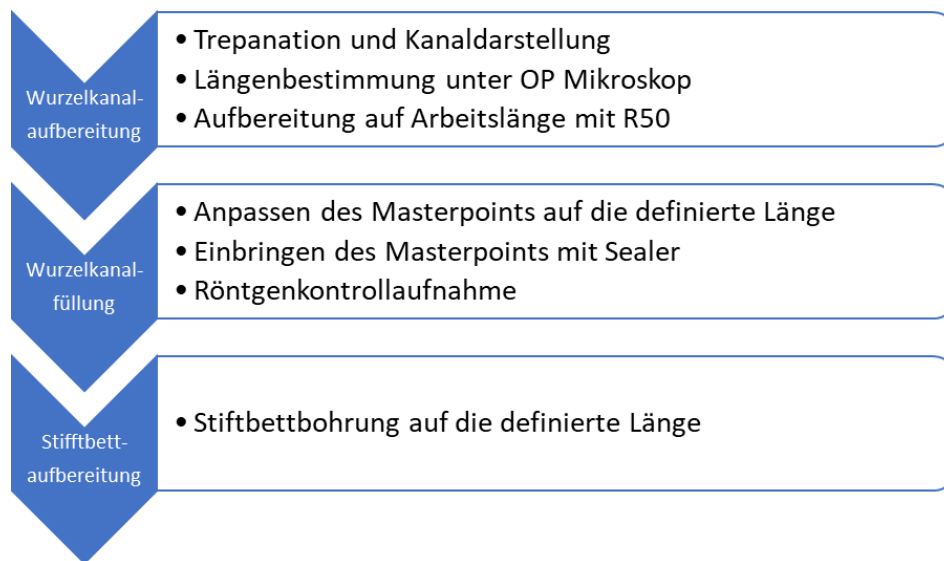 Wurzelkanal-
aufbereitung
• Trepanation und Kanaldarstellung
• Längenbestimmung unter OP Mikroskop
• Aufbereitung auf Arbeitslänge mit R50
Wurzelkanal-
füllung
• Anpassen des Masterpoints auf die definierte Länge
• Einbringen des Masterpoints mit Sealer
• Röntgenkontrollaufnahme
Stifftbett-
aufbereitung
• Stiftbettbohrung auf die definierte Länge